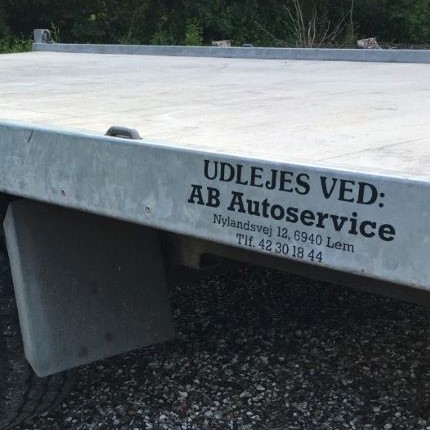 UDLEJES VED:
AB Autoservice
Nylandsvej 12, 6940 Lem
Tlf. 42 30 18 44